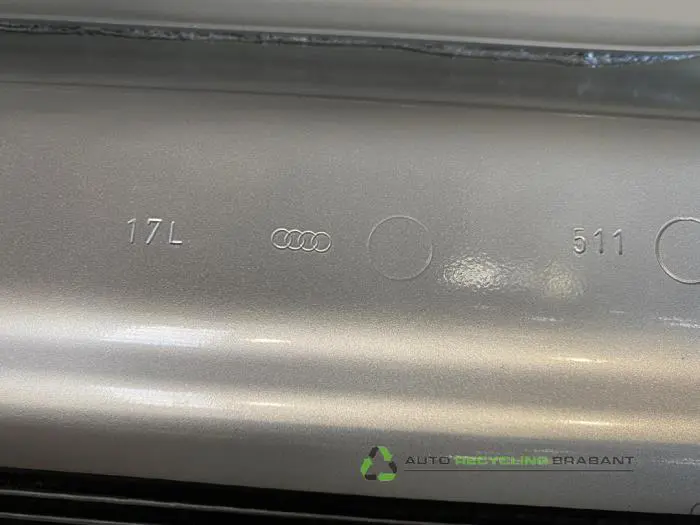 17L 511
AUTO RECYCLING BRABANT